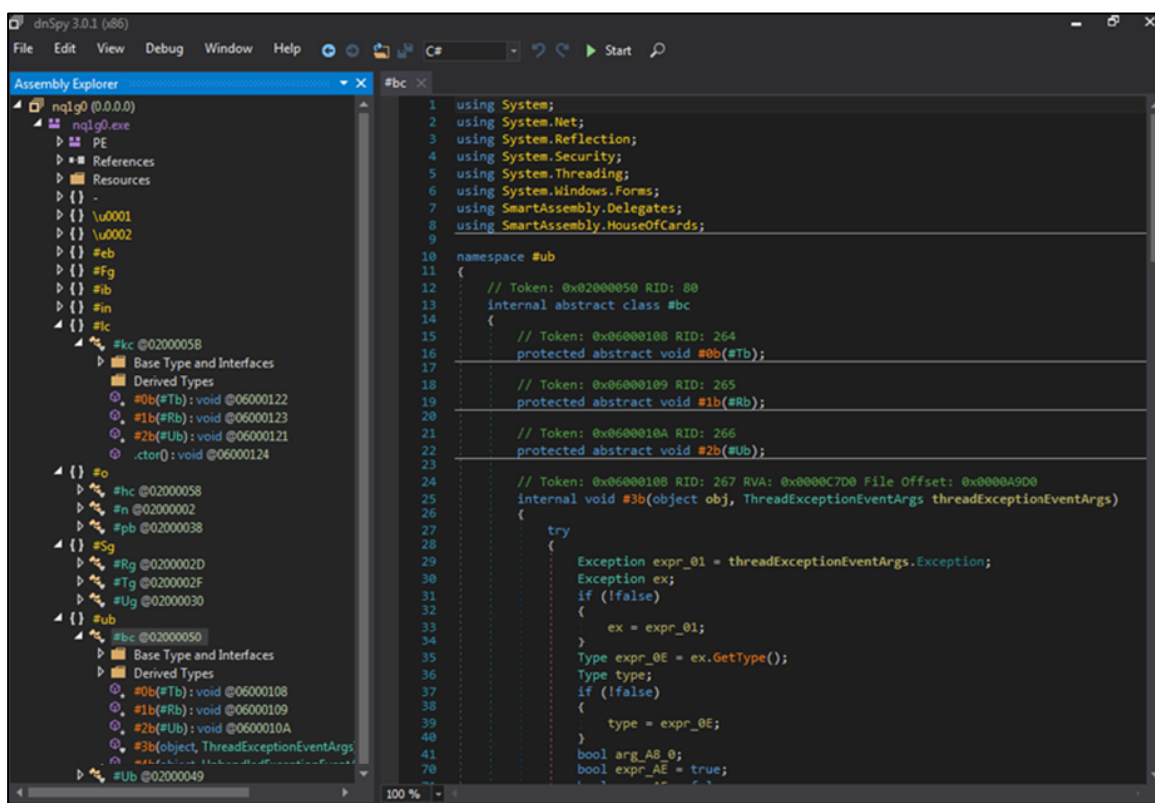 dnSpy 3.0.1 (x86)
File Edit View Debug Window Help C# Start
Assembly Explorer
nq1g0 (0.0.0.0)
nq1g0.exe
PE
References
Resources
{ } -
{ } \u0001
{ } \u0002
{ } #eb
{ } #Fg
{ } #ib
{ } #in
{ } #lc
#kc @0200005B
Base Type and Interfaces
Derived Types
#0b(#Tb) : void @06000122
#1b(#Rb) : void @06000123
#2b(#Ub) : void @06000121
.ctor() : void @06000124
{ } #o
#hc @02000058
#n @02000002
#pb @02000038
{ } #Sg
#Rg @0200002D
#Tg @0200002F
#Ug @02000030
{ } #ub
#bc @02000050
Base Type and Interfaces
Derived Types
#0b(#Tb) : void @06000108
#1b(#Rb) : void @06000109
#2b(#Ub) : void @0600010A
#3b(object, ThreadExceptionEventArgs)
#Ub @02000049
#bc
1 using System;
2 using System.Net;
3 using System.Reflection;
4 using System.Security;
5 using System.Threading;
6 using System.Windows.Forms;
7 using SmartAssembly.Delegates;
8 using SmartAssembly.HouseOfCards;
9
10 namespace #ub
11 {
12 // Token: 0x02000050 RID: 80
13 internal abstract class #bc
14 {
15 // Token: 0x06000108 RID: 264
16 protected abstract void #0b(#Tb);
17
18 // Token: 0x06000109 RID: 265
19 protected abstract void #1b(#Rb);
20
21 // Token: 0x0600010A RID: 266
22 protected abstract void #2b(#Ub);
23
24 // Token: 0x0600010B RID: 267 RVA: 0x0000C7D0 File Offset: 0x0000A9D0
25 internal void #3b(object obj, ThreadExceptionEventArgs threadExceptionEventArgs)
26 {
27 try
28 {
29 Exception expr_01 = threadExceptionEventArgs.Exception;
30 Exception ex;
31 if (!false)
32 {
33 ex = expr_01;
34 }
35 Type expr_0E = ex.GetType();
36 Type type;
37 if (!false)
38 {
39 type = expr_0E;
40 }
41 bool arg_A8_0;
70 bool expr_AE = true;
100 %